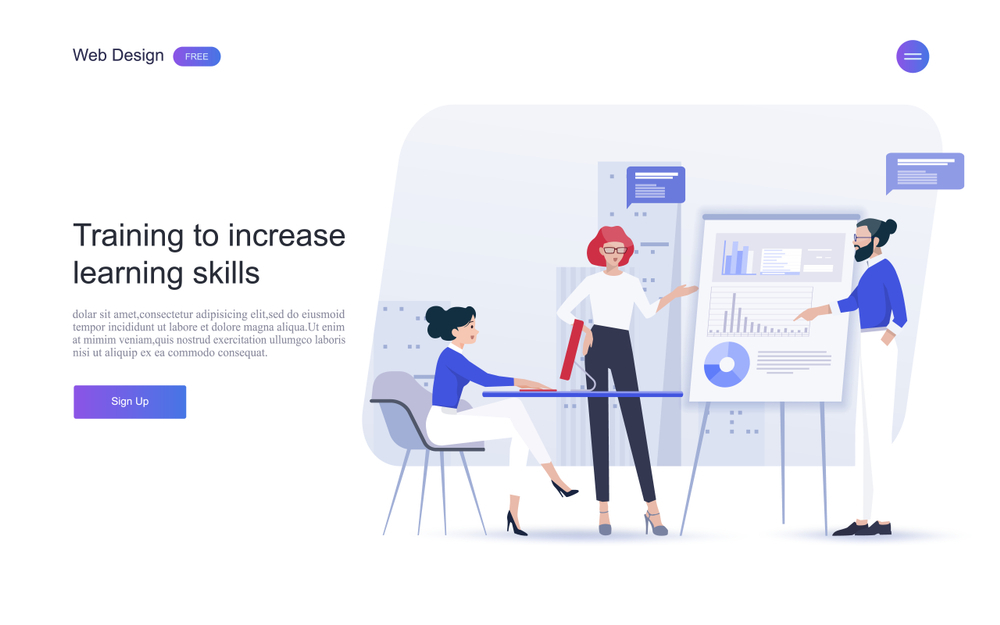 Web Design FREE
Training to increase
learning skills
dolar sit amet,consectetur adipisicing elit,sed do eiusmoid
tempor incididunt ut labore et dolore magna aliqua.Ut enim
at mimim veniam,quis nostrud exercitation ullumgco laboris
nisi ut aliquip ex ea commodo consequat.
Sign Up